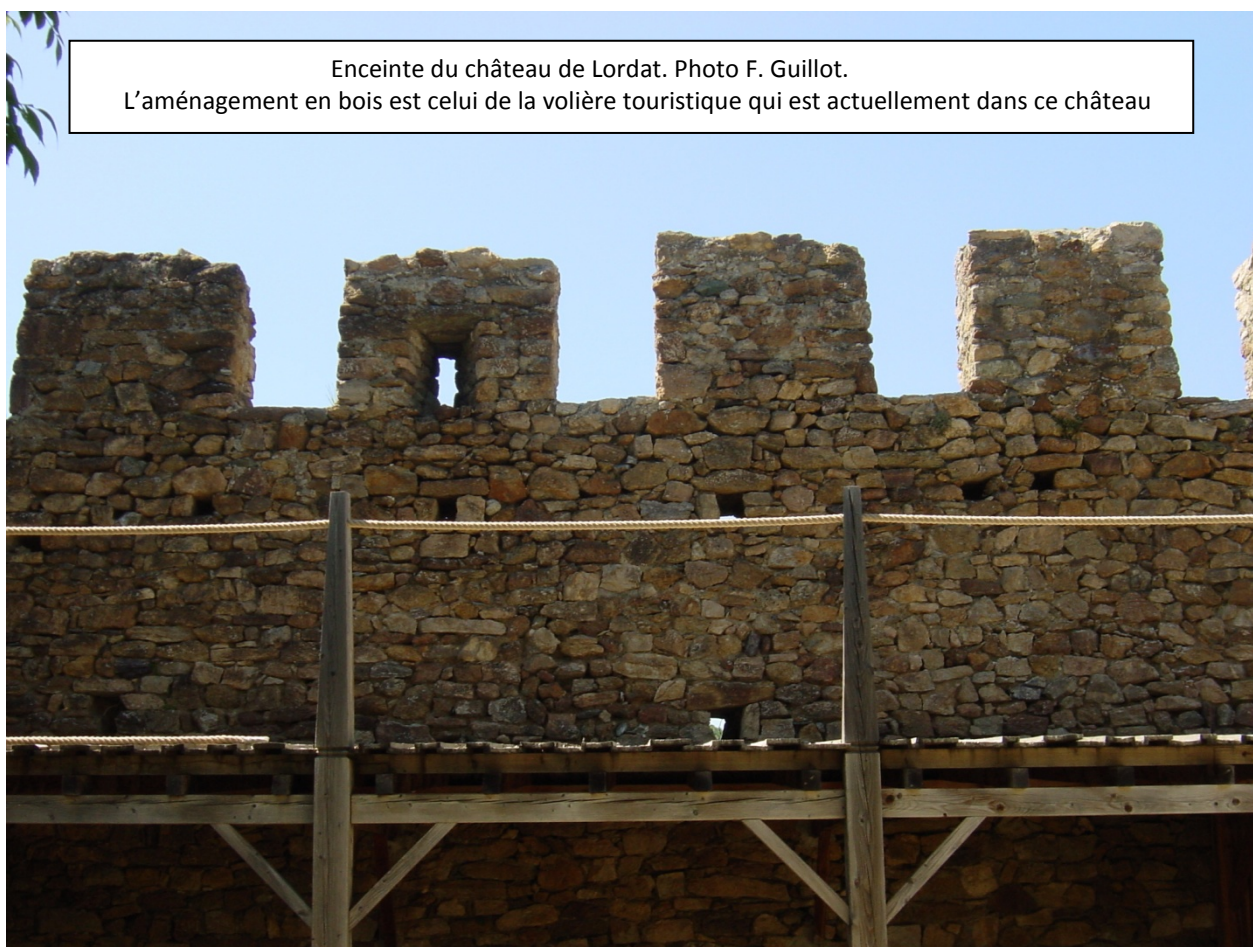 Enceinte du château de Lordat. Photo F. Guillot.
L’aménagement en bois est celui de la volière touristique qui est actuellement dans ce château